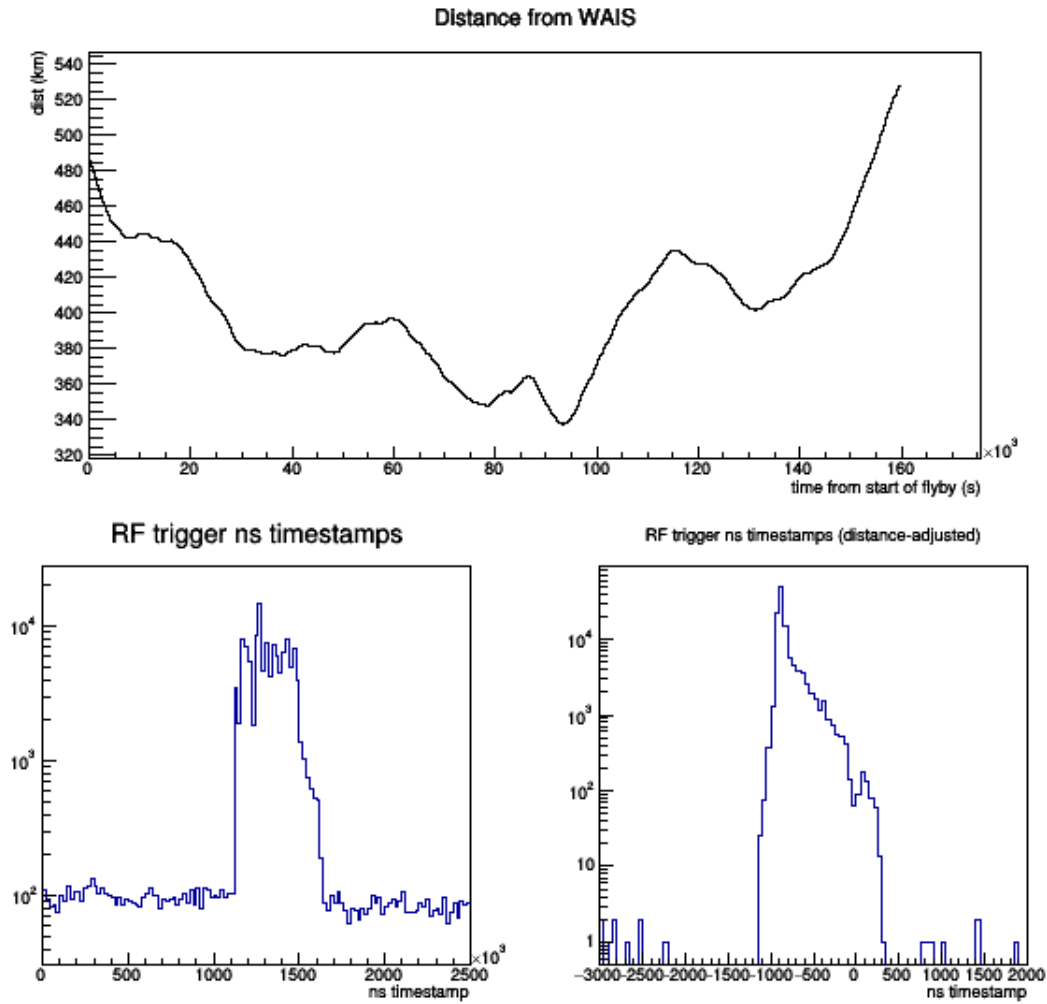 Distance from WAIS
dist (km)
540
520
500
480
460
440
420
400
380
360
340
320
0 20 40 60 80 100 120 140 160
×10³
time from start of flyby (s)
RF trigger ns timestamps
10⁴
10³
10²
0 500 1000 1500 2000 2500
×10³
ns timestamp
RF trigger ns timestamps (distance-adjusted)
10⁴
10³
10²
10
1
−3000−2500−2000−1500−1000−500 0 500 1000 1500 2000
ns timestamp